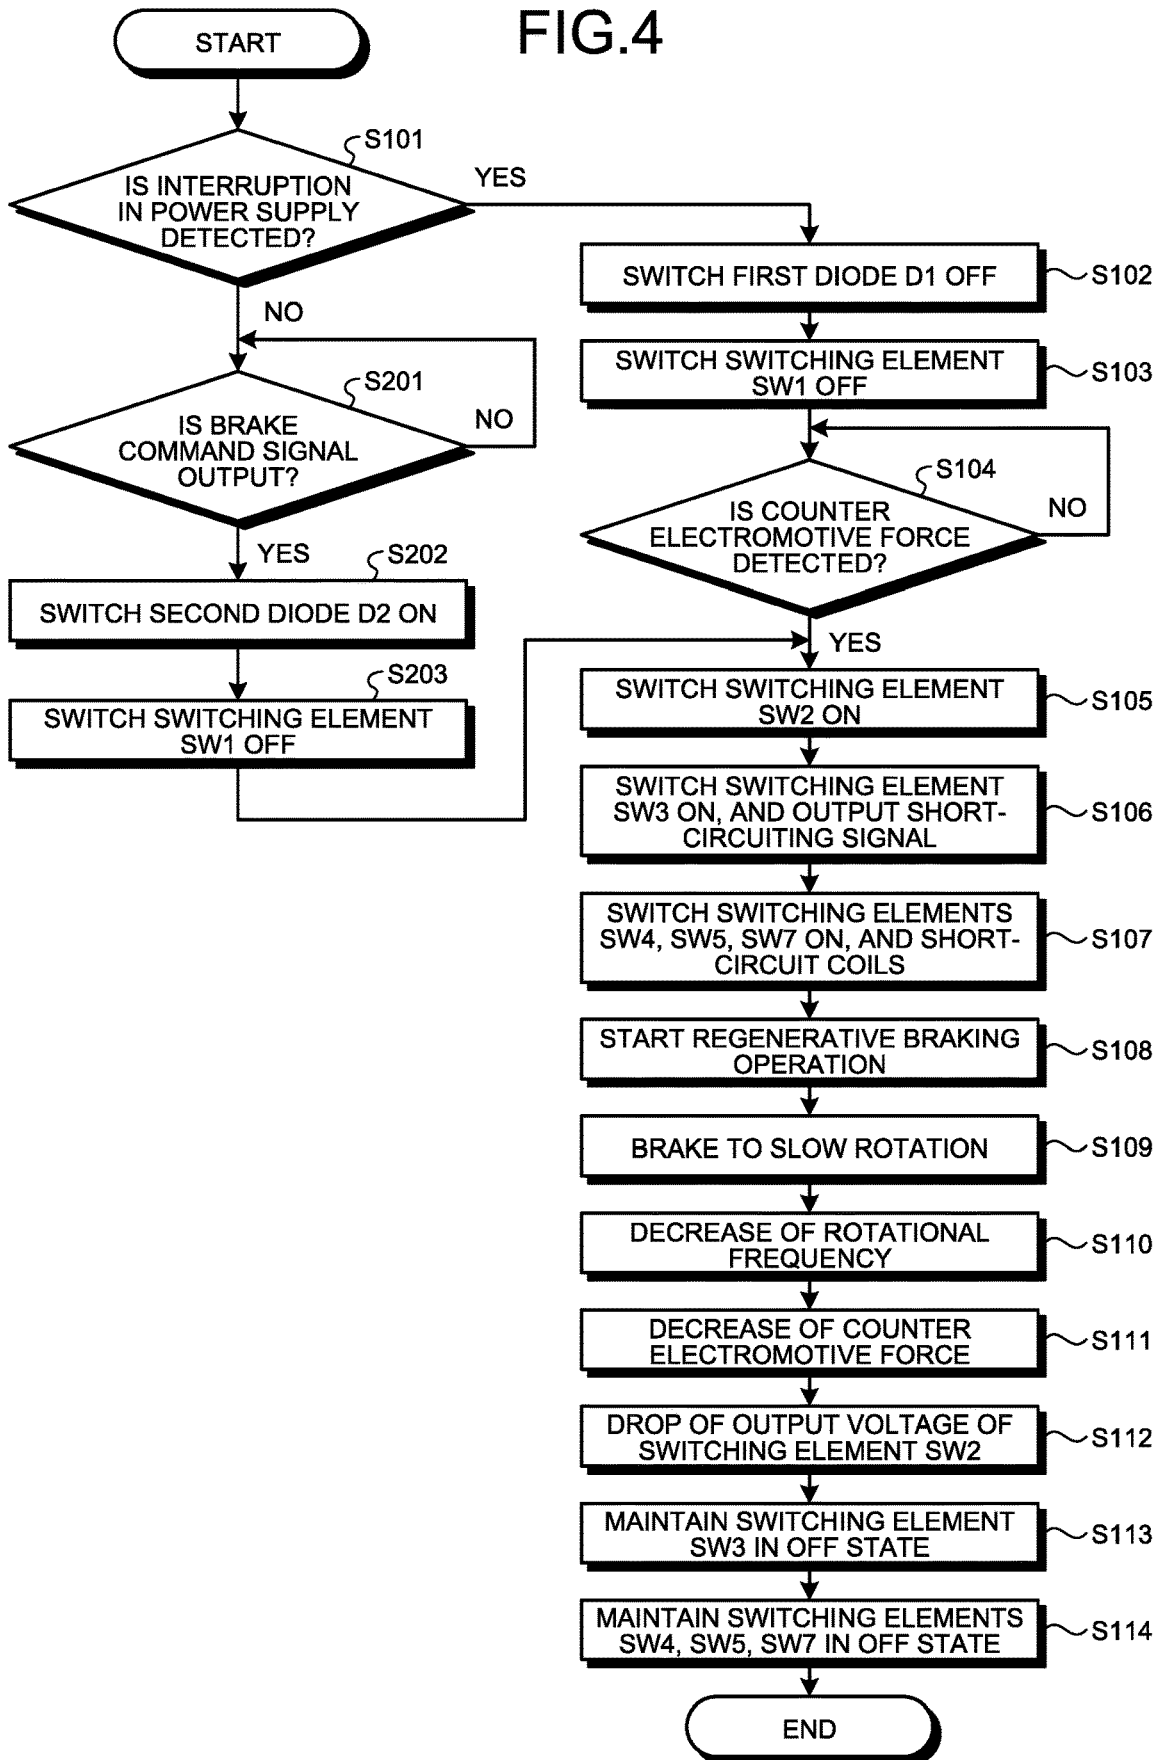 FIG.4
START
S101
IS INTERRUPTION
IN POWER SUPPLY
DETECTED?
YES
NO
S201
IS BRAKE
COMMAND SIGNAL
OUTPUT?
NO
YES
S202
SWITCH SECOND DIODE D2 ON
S203
SWITCH SWITCHING ELEMENT
SW1 OFF
SWITCH FIRST DIODE D1 OFF
S102
SWITCH SWITCHING ELEMENT
SW1 OFF
S103
S104
IS COUNTER
ELECTROMOTIVE FORCE
DETECTED?
NO
YES
SWITCH SWITCHING ELEMENT
SW2 ON
S105
SWITCH SWITCHING ELEMENT
SW3 ON, AND OUTPUT SHORT-
CIRCUITING SIGNAL
S106
SWITCH SWITCHING ELEMENTS
SW4, SW5, SW7 ON, AND SHORT-
CIRCUIT COILS
S107
START REGENERATIVE BRAKING
OPERATION
S108
BRAKE TO SLOW ROTATION
S109
DECREASE OF ROTATIONAL
FREQUENCY
S110
DECREASE OF COUNTER
ELECTROMOTIVE FORCE
S111
DROP OF OUTPUT VOLTAGE OF
SWITCHING ELEMENT SW2
S112
MAINTAIN SWITCHING ELEMENT
SW3 IN OFF STATE
S113
MAINTAIN SWITCHING ELEMENTS
SW4, SW5, SW7 IN OFF STATE
S114
END